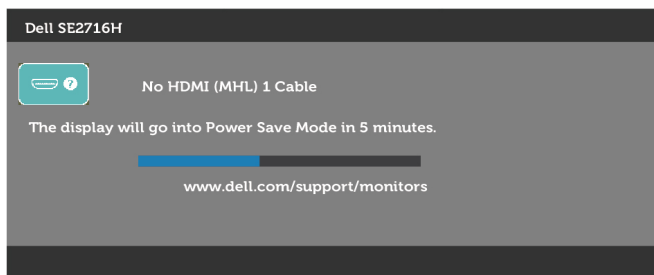 Dell SE2716H
?
No HDMI (MHL) 1 Cable
The display will go into Power Save Mode in 5 minutes.
www.dell.com/support/monitors